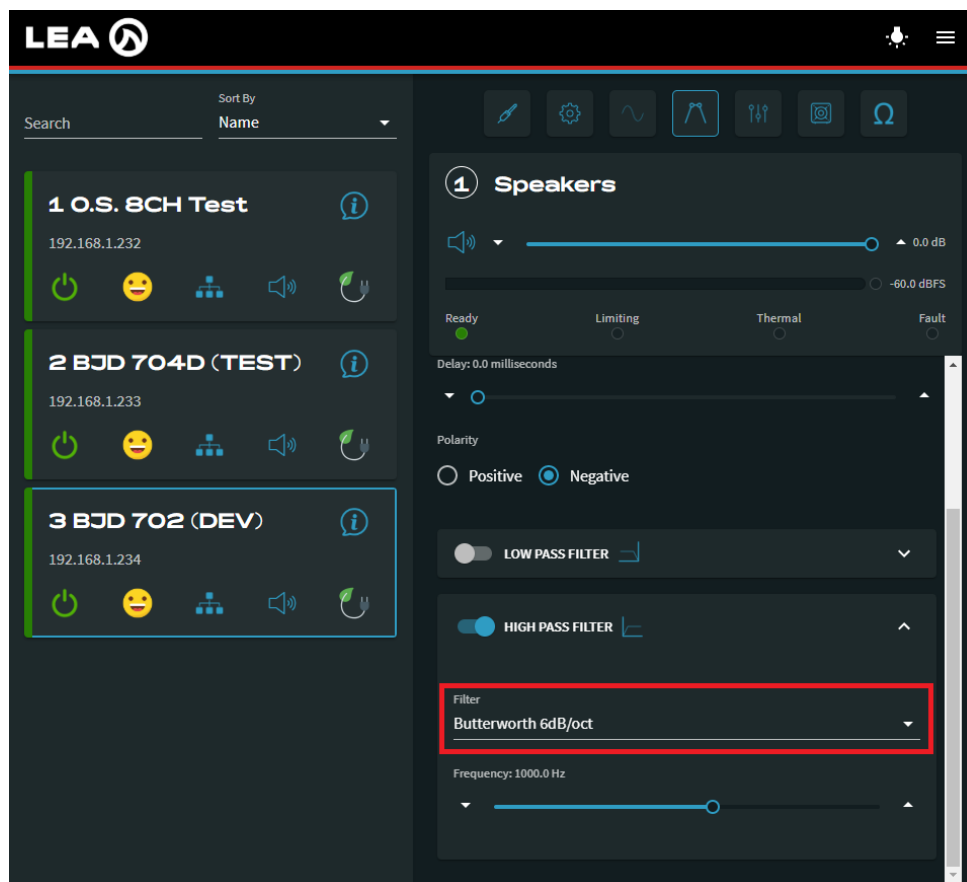 LEA
Search
Sort By
Name
1 O.S. 8CH Test
192.168.1.232
2 BJD 704D (TEST)
192.168.1.233
3 BJD 702 (DEV)
192.168.1.234
Ω
1 Speakers
0.0 dB
-60.0 dBFS
Ready Limiting Thermal Fault
Delay: 0.0 milliseconds
Polarity
Positive Negative
LOW PASS FILTER
HIGH PASS FILTER
Filter
Butterworth 6dB/oct
Frequency: 1000.0 Hz